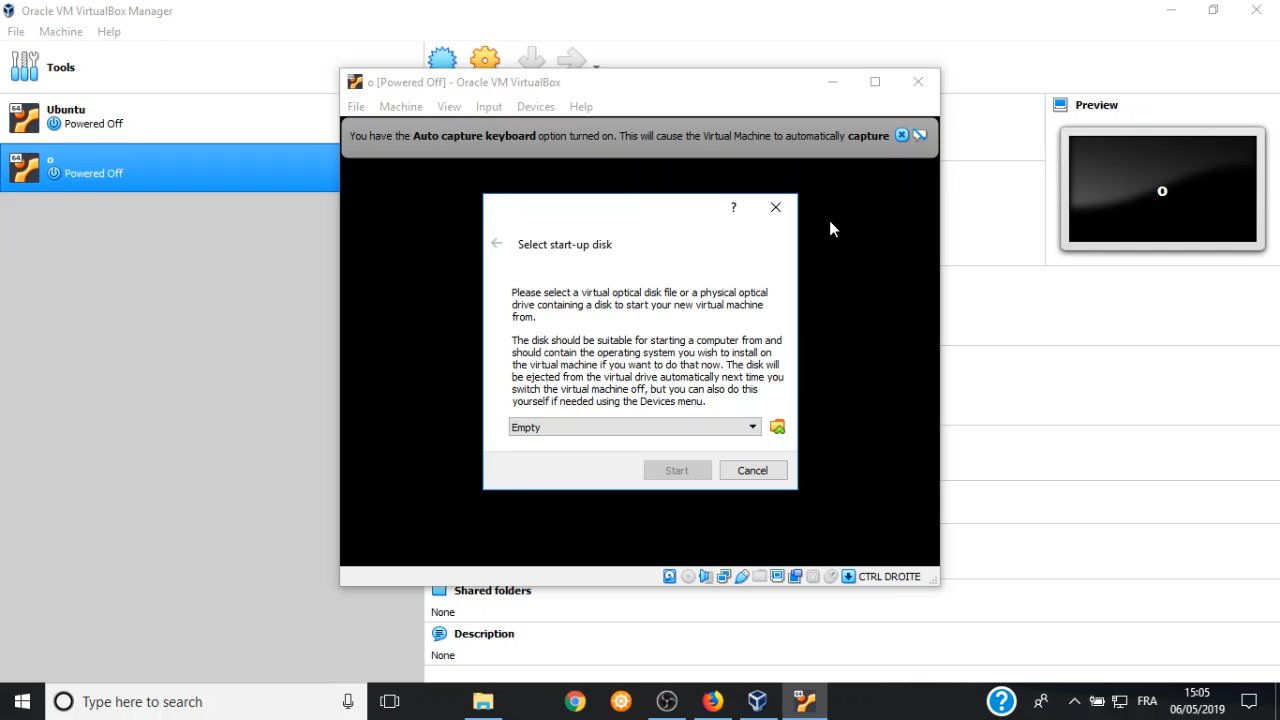 Oracle VM VirtualBox Manager
File Machine Help
Tools
Ubuntu
Powered Off
o
Powered Off
o [Powered Off] - Oracle VM VirtualBox
File Machine View Input Devices Help
You have the Auto capture keyboard option turned on. This will cause the Virtual Machine to automatically capture
Preview
o
?
Select start-up disk
Please select a virtual optical disk file or a physical optical
drive containing a disk to start your new virtual machine
from.
The disk should be suitable for starting a computer from and
should contain the operating system you wish to install on
the virtual machine if you want to do that now. The disk will
be ejected from the virtual drive automatically next time you
switch the virtual machine off, but you can also do this
yourself if needed using the Devices menu.
Empty
Start Cancel
CTRL DROITE
Shared folders
None
Description
None
Type here to search
FRA
15:05
06/05/2019